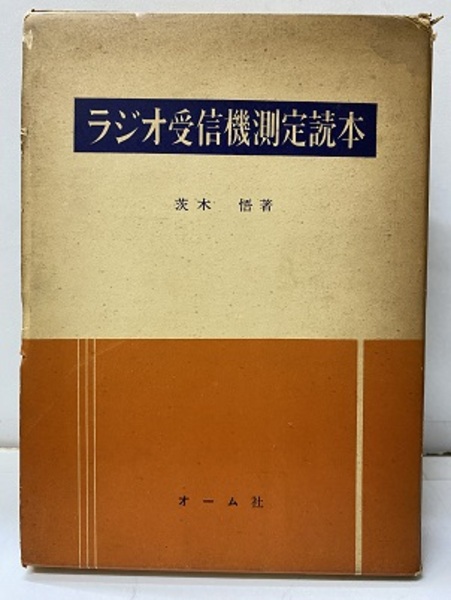 ラジオ受信機測定読本
茨木 悟著
オーム社